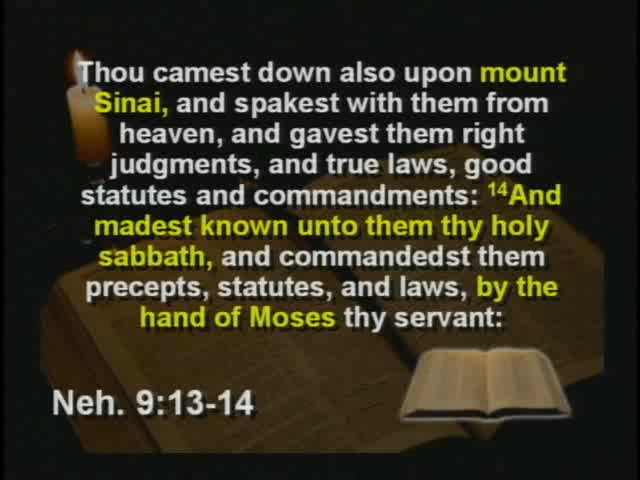 Thou camest down also upon mount
Sinai, and spakest with them from
heaven, and gavest them right
judgments, and true laws, good
statutes and commandments: ¹⁴And
madest known unto them thy holy
sabbath, and commandedst them
precepts, statutes, and laws, by the
hand of Moses thy servant:
Neh. 9:13-14